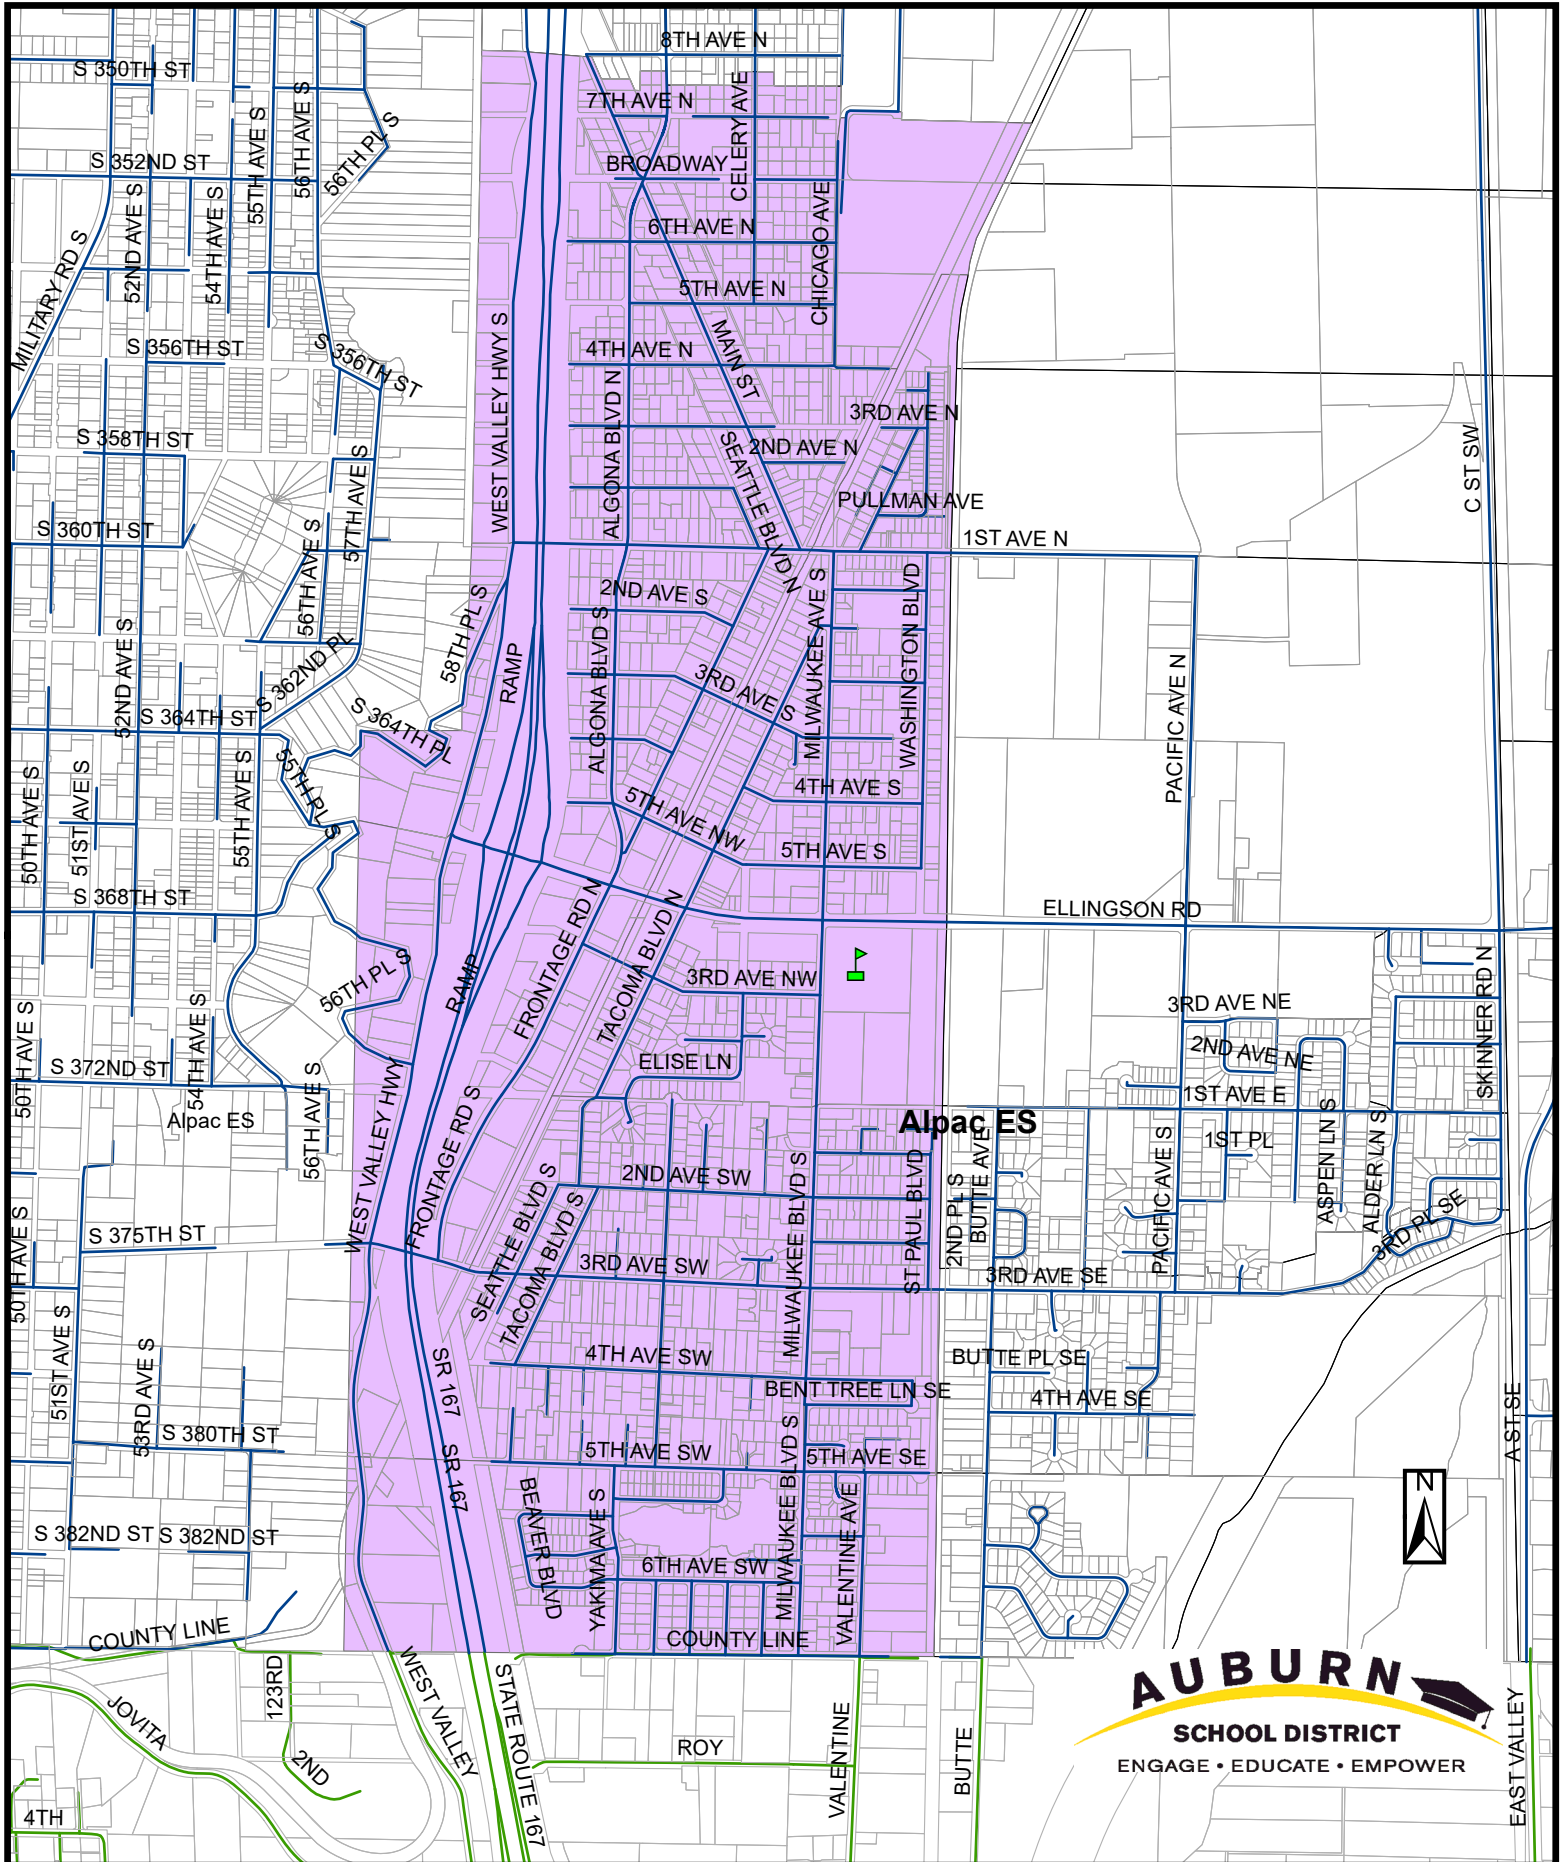 8TH AVE N
S 350TH ST
7TH AVE N
CELERY AVE
55TH AVE S
56TH AVE S
56TH PL S
S 352ND ST
BROADWAY
52ND AVE S
54TH AVE S
CHICAGO AVE
6TH AVE N
MILITARY RD S
5TH AVE N
S 356TH ST
S 356TH ST
WEST VALLEY HWY S
4TH AVE N
MAIN ST
ALGONA BLVD N
3RD AVE N
S 358TH ST
2ND AVE N
SEATTLE BLVD N
C ST SW
57TH AVE S
PULLMAN AVE
S 360TH ST
56TH AVE S
1ST AVE N
2ND AVE S
58TH PL S
MILWAUKEE AVE S
WASHINGTON BLVD
52ND AVE S
S 362ND PL
RAMP
ALGONA BLVD S
3RD AVE S
PACIFIC AVE N
S 364TH ST
S 364TH PL
50TH AVE S
51ST AVE S
55TH AVE S
55TH PL S
4TH AVE S
5TH AVE NW
5TH AVE S
S 368TH ST
ELLINGSON RD
FRONTAGE RD N
TACOMA BLVD N
56TH PL S
RAMP
3RD AVE NW
SKINNER RD N
3RD AVE NE
50TH AVE S
54TH AVE S
2ND AVE NE
ELISE LN
S 372ND ST
56TH AVE S
WEST VALLEY HWY
1ST AVE E
Alpac ES
Alpac ES
FRONTAGE RD S
1ST PL
ASPEN LN S
ALDER LN S
PACIFIC AVE S
2ND AVE SW
SEATTLE BLVD S
TACOMA BLVD S
MILWAUKEE BLVD S
ST PAUL BLVD
2ND PL S
BUTTE AVE
3RD PL SE
50TH AVE S
S 375TH ST
3RD AVE SW
3RD AVE SE
51ST AVE S
53RD AVE S
SR 167
4TH AVE SW
BUTTE PL SE
BENT TREE LN SE
4TH AVE SE
A ST SE
S 380TH ST
SR 167
5TH AVE SW
MILWAUKEE BLVD S
5TH AVE SE
N
BEAVER BLVD
YAKIMA AVE S
VALENTINE AVE
S 382ND ST
S 382ND ST
6TH AVE SW
COUNTY LINE
COUNTY LINE
AUBURN
SCHOOL DISTRICT
ENGAGE • EDUCATE • EMPOWER
123RD
WEST VALLEY
STATE ROUTE 167
JOVITA
2ND
ROY
VALENTINE
BUTTE
EAST VALLEY
4TH